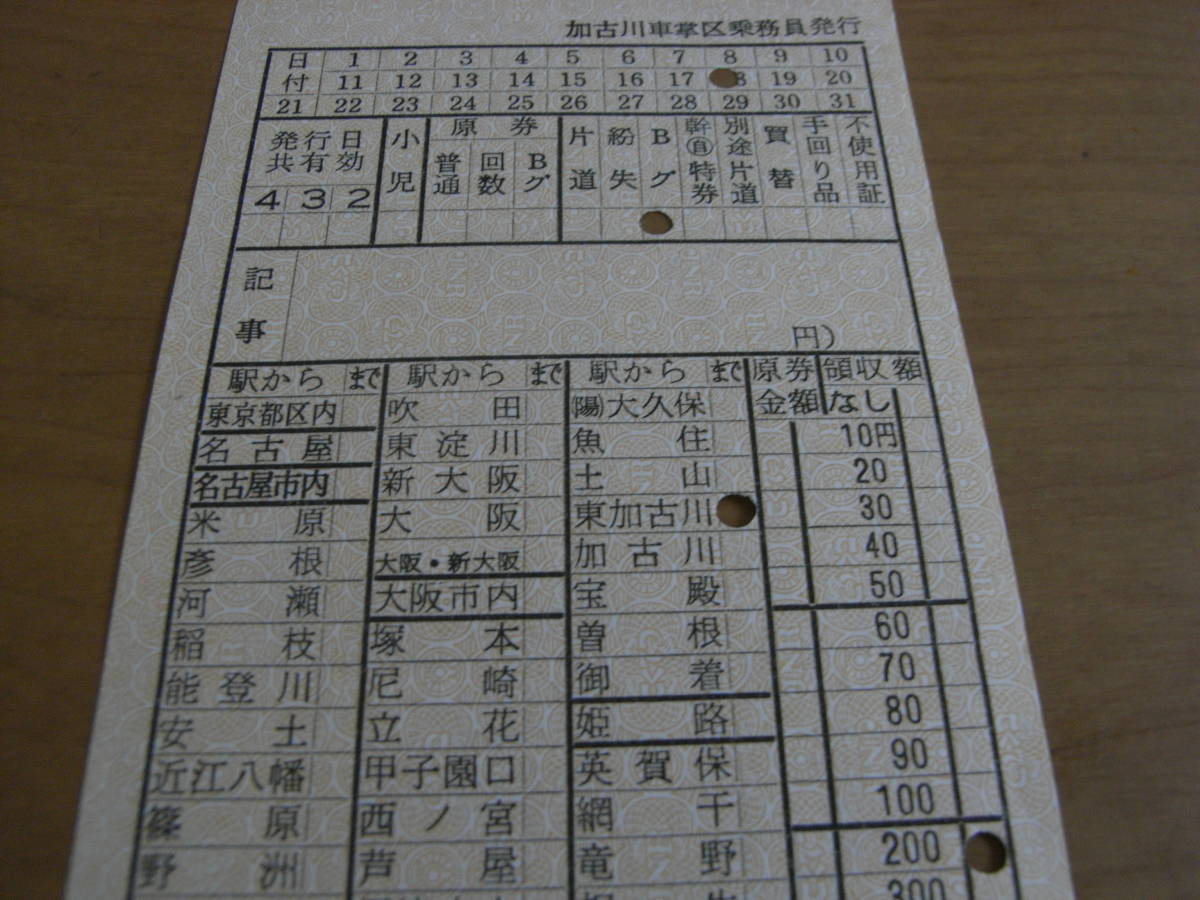 加古川車掌区乗務員発行
日 1 2 3 4 5 6 7 8 9 10
付 11 12 13 14 15 16 17 8 19 20
21 22 23 24 25 26 27 28 29 30 31
発行日共有効 小児 原券 普通 回数 Bグ 片道 紛失 Bグ 幹(自)特券 別途片道 買替 手回り品 不使用証
4 3 2
記事
円)
駅から まで 駅から まで 駅から まで 原券金額 領収額
東京都区内 吹田 (陽)大久保 なし
名古屋 東淀川 魚住 10円
名古屋市内 新大阪 土山 20
米原 大阪 東加古川 30
彦根 大阪・新大阪 加古川 40
河瀬 大阪市内 宝殿 50
稲枝 塚本 曽根 60
能登川 尼崎 御着 70
安土 立花 姫路 80
近江八幡 甲子園口 英賀保 90
篠原 西ノ宮 網干 100
野洲 芦屋 竜野 200
300